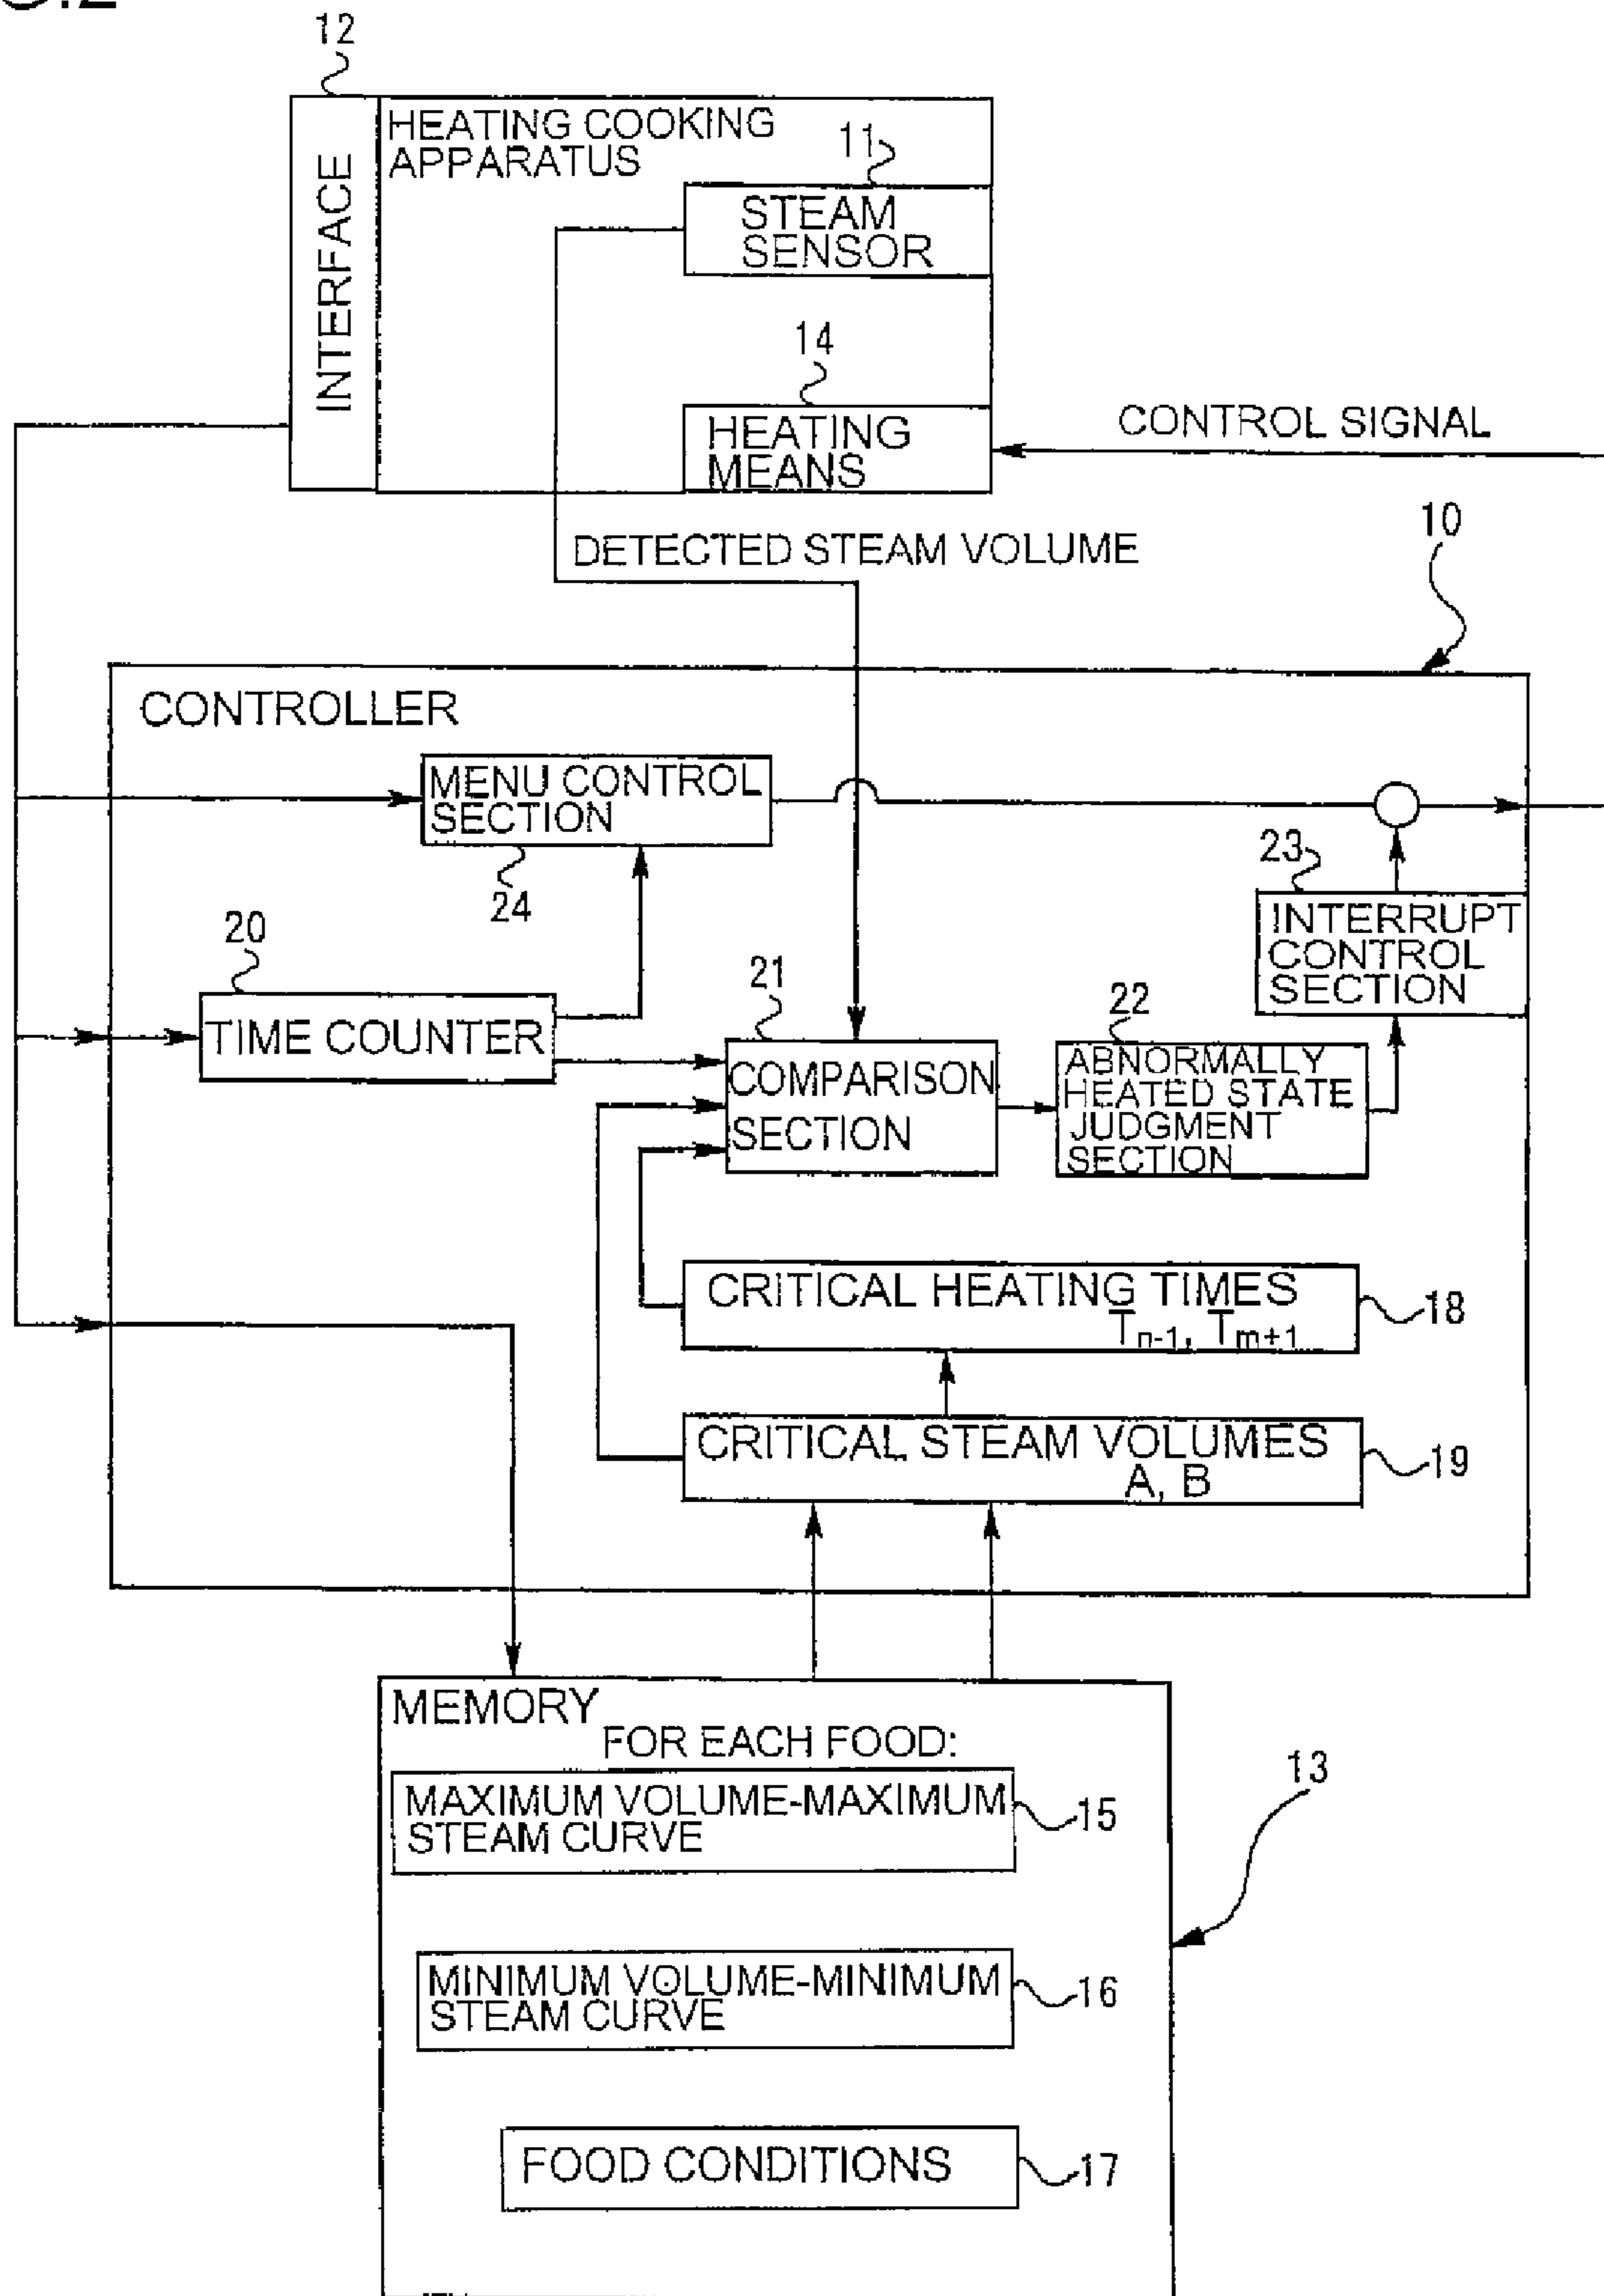 12
INTERFACE
HEATING COOKING
APPARATUS
11
STEAM
SENSOR
14
HEATING
MEANS
CONTROL SIGNAL
DETECTED STEAM VOLUME
10
CONTROLLER
MENU CONTROL
SECTION
24
23
INTERRUPT
CONTROL
SECTION
20
TIME COUNTER
21
COMPARISON
SECTION
22
ABNORMALLY
HEATED STATE
JUDGMENT
SECTION
CRITICAL HEATING TIMES
Tn-1, Tm+1
18
CRITICAL STEAM VOLUMES
A, B
19
MEMORY
FOR EACH FOOD:
13
MAXIMUM VOLUME-MAXIMUM
STEAM CURVE
15
MINIMUM VOLUME-MINIMUM
STEAM CURVE
16
FOOD CONDITIONS
17